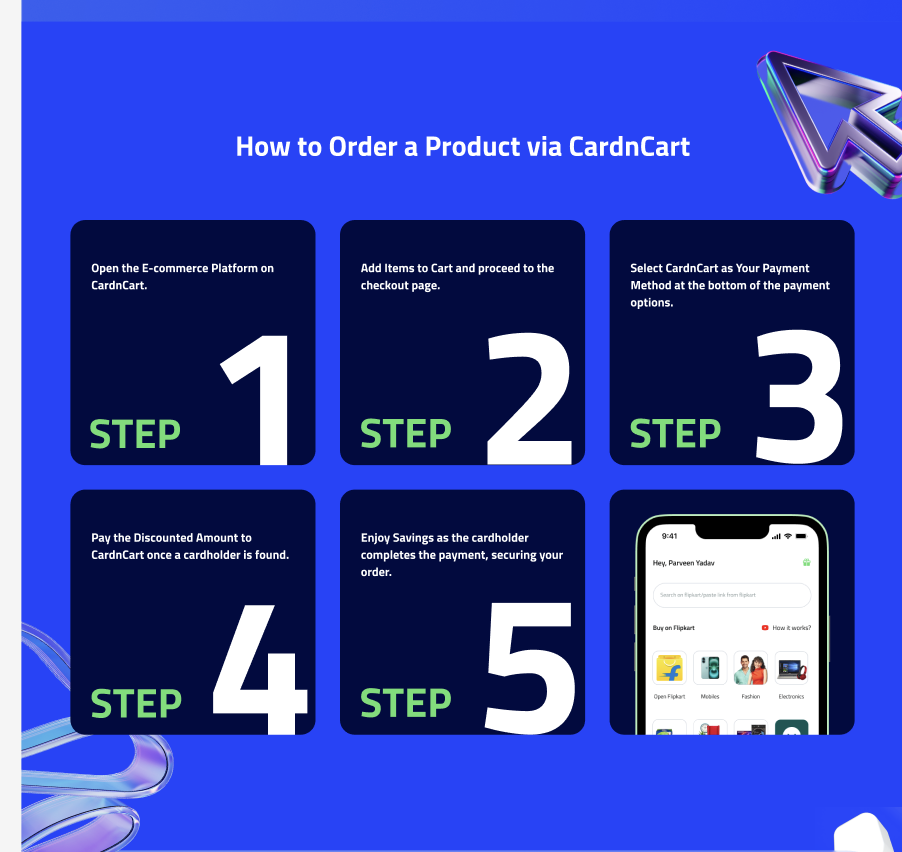 How to Order a Product via CardnCart
Open the E-commerce Platform on
CardnCart.
STEP 1
Add Items to Cart and proceed to the
checkout page.
STEP 2
Select CardnCart as Your Payment
Method at the bottom of the payment
options.
STEP 3
Pay the Discounted Amount to
CardnCart once a cardholder is found.
STEP 4
Enjoy Savings as the cardholder
completes the payment, securing your
order.
STEP 5
9:41
Hey, Parveen Yadav
Search on flipkart/paste link from flipkart
Buy on Flipkart
How it works?
Open Flipkart
Mobiles
Fashion
Electronics